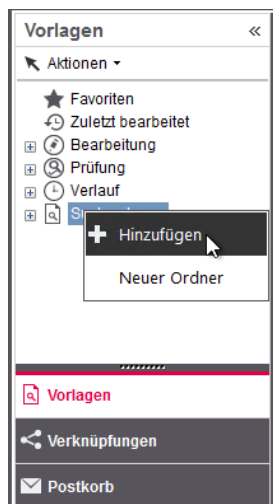 Vorlagen «
Aktionen
Favoriten
Zuletzt bearbeitet
Bearbeitung
Prüfung
Verlauf
Hinzufügen
Neuer Ordner
Vorlagen
Verknüpfungen
Postkorb